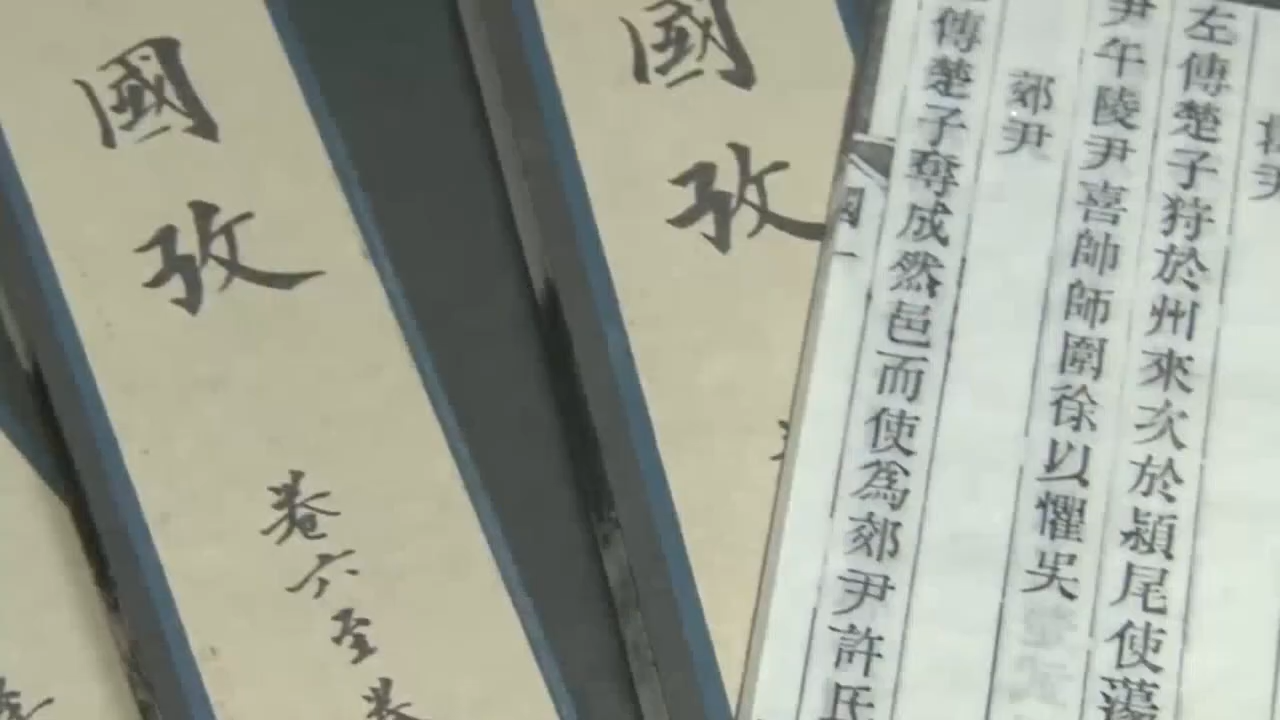 左傳楚子狩於州來次於潁尾使蕩
尹午陵尹喜帥師圍徐以懼吳
郊尹
傳楚子奪成然邑而使爲郊尹許氏
國攷
國攷
卷六至卷